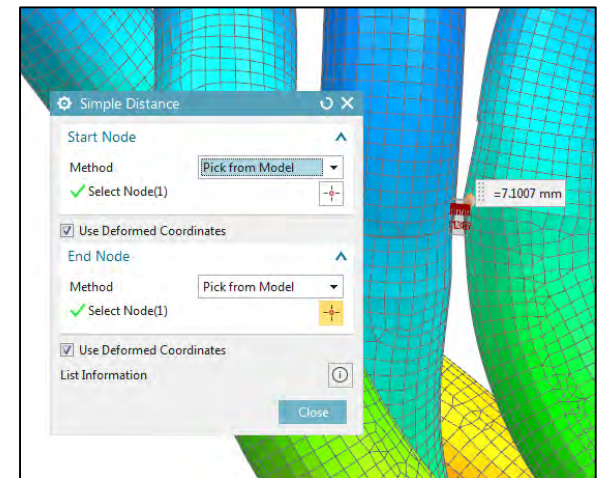 Simple Distance
Start Node
Method Pick from Model
Select Node(1)
=7.1007 mm
Use Deformed Coordinates
End Node
Method Pick from Model
Select Node(1)
Use Deformed Coordinates
List Information
Close